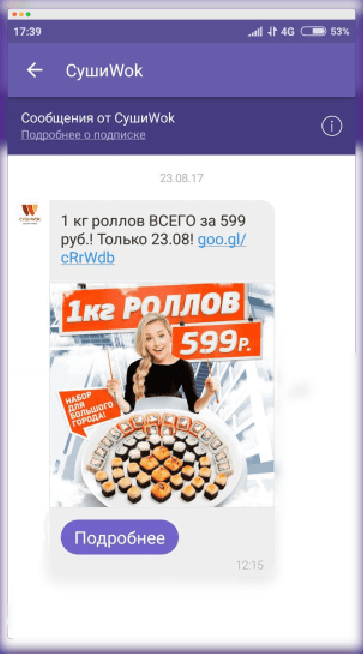 17:39
4G
53%
СушиWok
Сообщения от СушиWok
Подробнее о подписке
23.08.17
1 кг роллов ВСЕГО за 599
руб.! Только 23.08! goo.gl/
cRrWdb
1кг РОЛЛОВ
599Р.
НАБОР
ДЛЯ
БОЛЬШОГО
ГОРОДА!
Подробнее
12:15